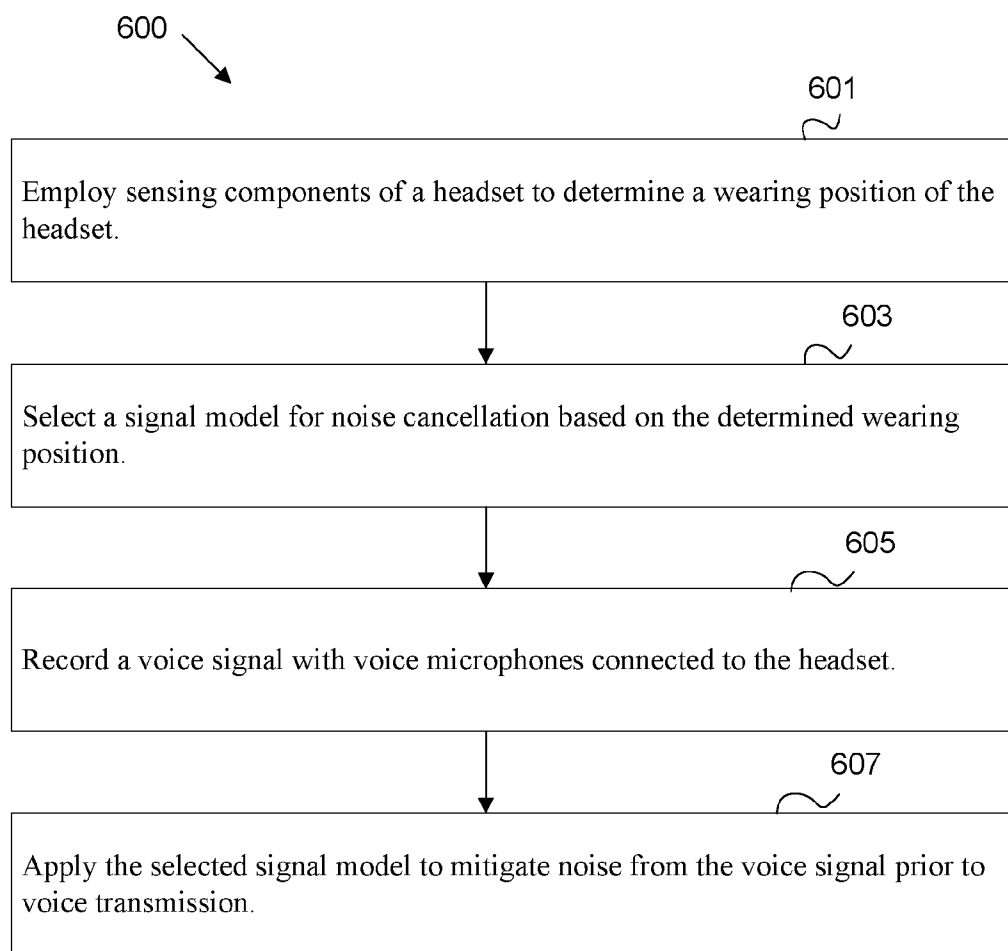 600
601
Employ sensing components of a headset to determine a wearing position of the
headset.
603
Select a signal model for noise cancellation based on the determined wearing
position.
605
Record a voice signal with voice microphones connected to the headset.
607
Apply the selected signal model to mitigate noise from the voice signal prior to
voice transmission.